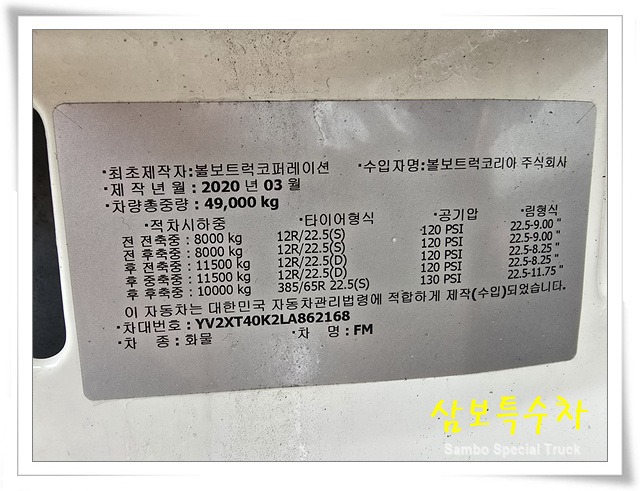 ·최초제작자:볼보트럭코퍼레이션 ·수입자명:볼보트럭코리아 주식회사
·제 작 년 월 : 2020 년 03 월
·차량총중량 : 49,000 kg
·적차시하중 ·타이어형식 ·공기압 ·림형식
전 전축중 : 8000 kg 12R/22.5(S) 120 PSI 22.5-9.00 "
전 후축중 : 8000 kg 12R/22.5(S) 120 PSI 22.5-9.00 "
후 전축중 : 11500 kg 12R/22.5(D) 120 PSI 22.5-8.25 "
후 중축중 : 11500 kg 12R/22.5(D) 120 PSI 22.5-8.25 "
후 후축중 : 10000 kg 385/65R 22.5(S) 130 PSI 22.5-11.75 "
이 자동차는 대한민국 자동차관리법령에 적합하게 제작(수입)되었습니다.
·차대번호 : YV2XT40K2LA862168
·차 종 : 화물 ·차 명 : FM
삼보특수차
Sambo Special Truck